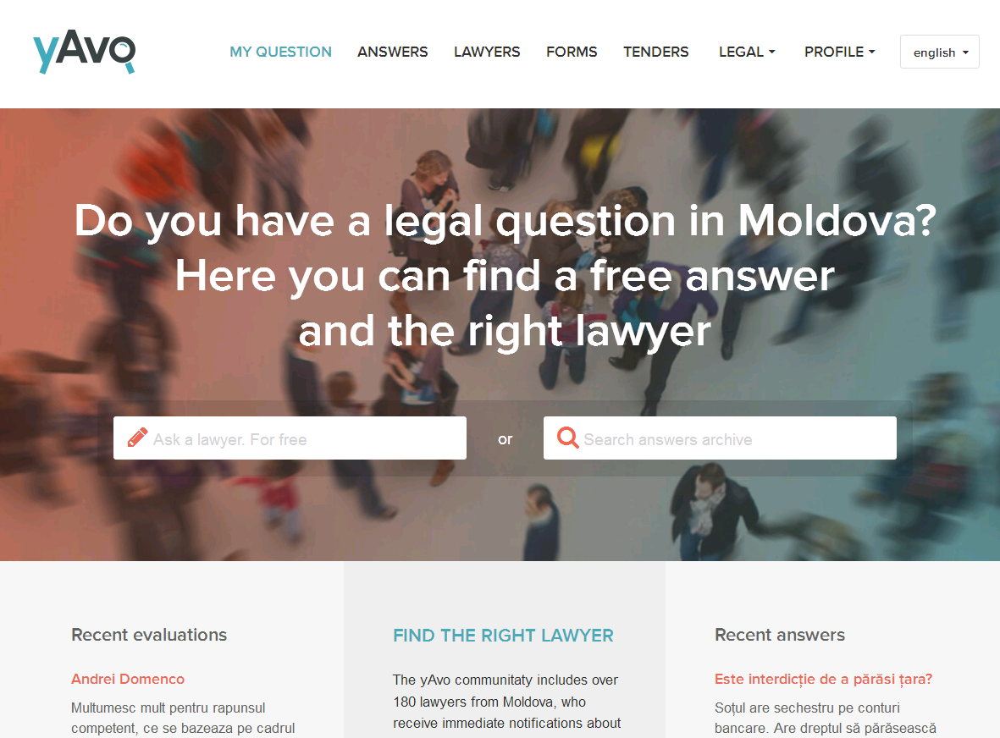 yAvo
MY QUESTION ANSWERS LAWYERS FORMS TENDERS LEGAL PROFILE english
Do you have a legal question in Moldova?
Here you can find a free answer
and the right lawyer
Ask a lawyer. For free or Search answers archive
Recent evaluations
Andrei Domenco
Multumesc mult pentru rapunsul
competent, ce se bazeaza pe cadrul
FIND THE RIGHT LAWYER
The yAvo communitaty includes over
180 lawyers from Moldova, who
receive immediate notifications about
Recent answers
Este interdicție de a părăsi țara?
Soțul are sechestru pe conturi
bancare. Are dreptul să părăsească